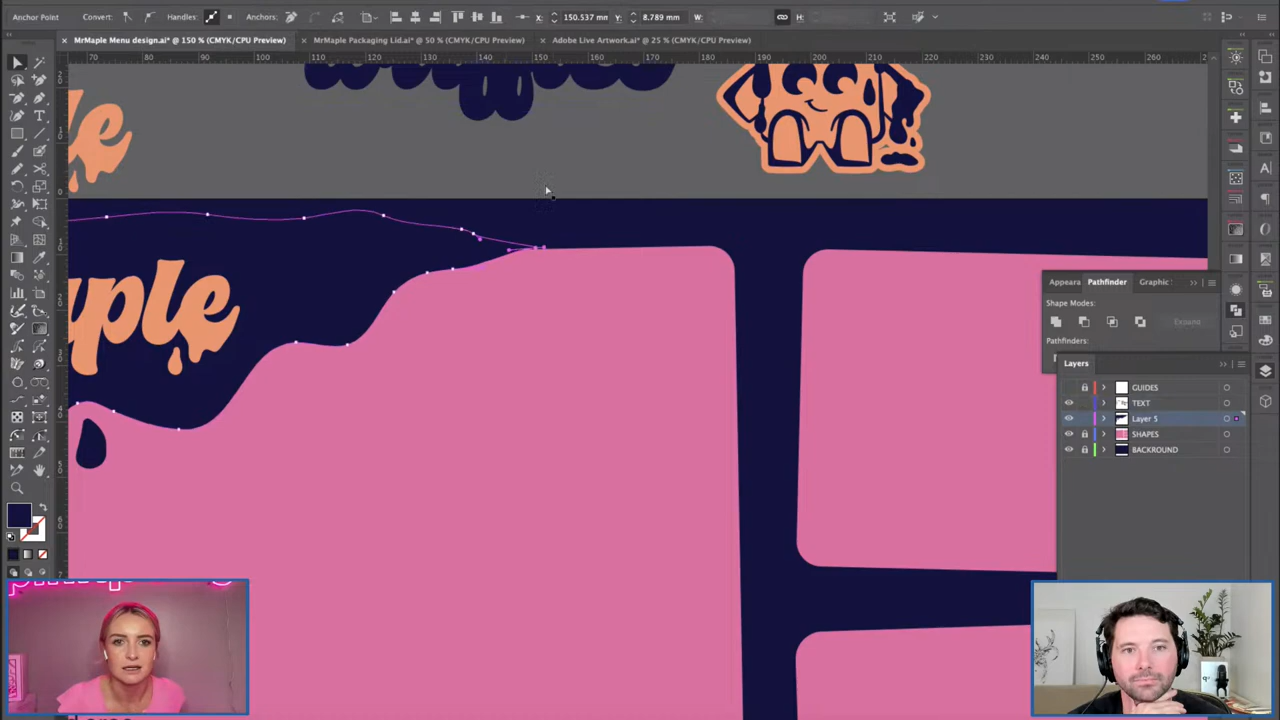 Anchor Point Convert: Handles: Anchors: X: 150.537 mm Y: 8.789 mm W: H:
× MrMaple Menu design.ai* @ 150 % (CMYK/CPU Preview) × MrMaple Packaging Lid.ai* @ 50 % (CMYK/CPU Preview) × Adobe Live Artwork.ai* @ 25 % (CMYK/CPU Preview)
70 80 90 100 110 120 130 140 150 160 170 180 190 200 210 220 230 240 250 260
le
aple
Appeara Pathfinder Graphic
Shape Modes:
Expand
Pathfinders:
Layers
GUIDES
TEXT
Layer 5
SHAPES
BACKROUND